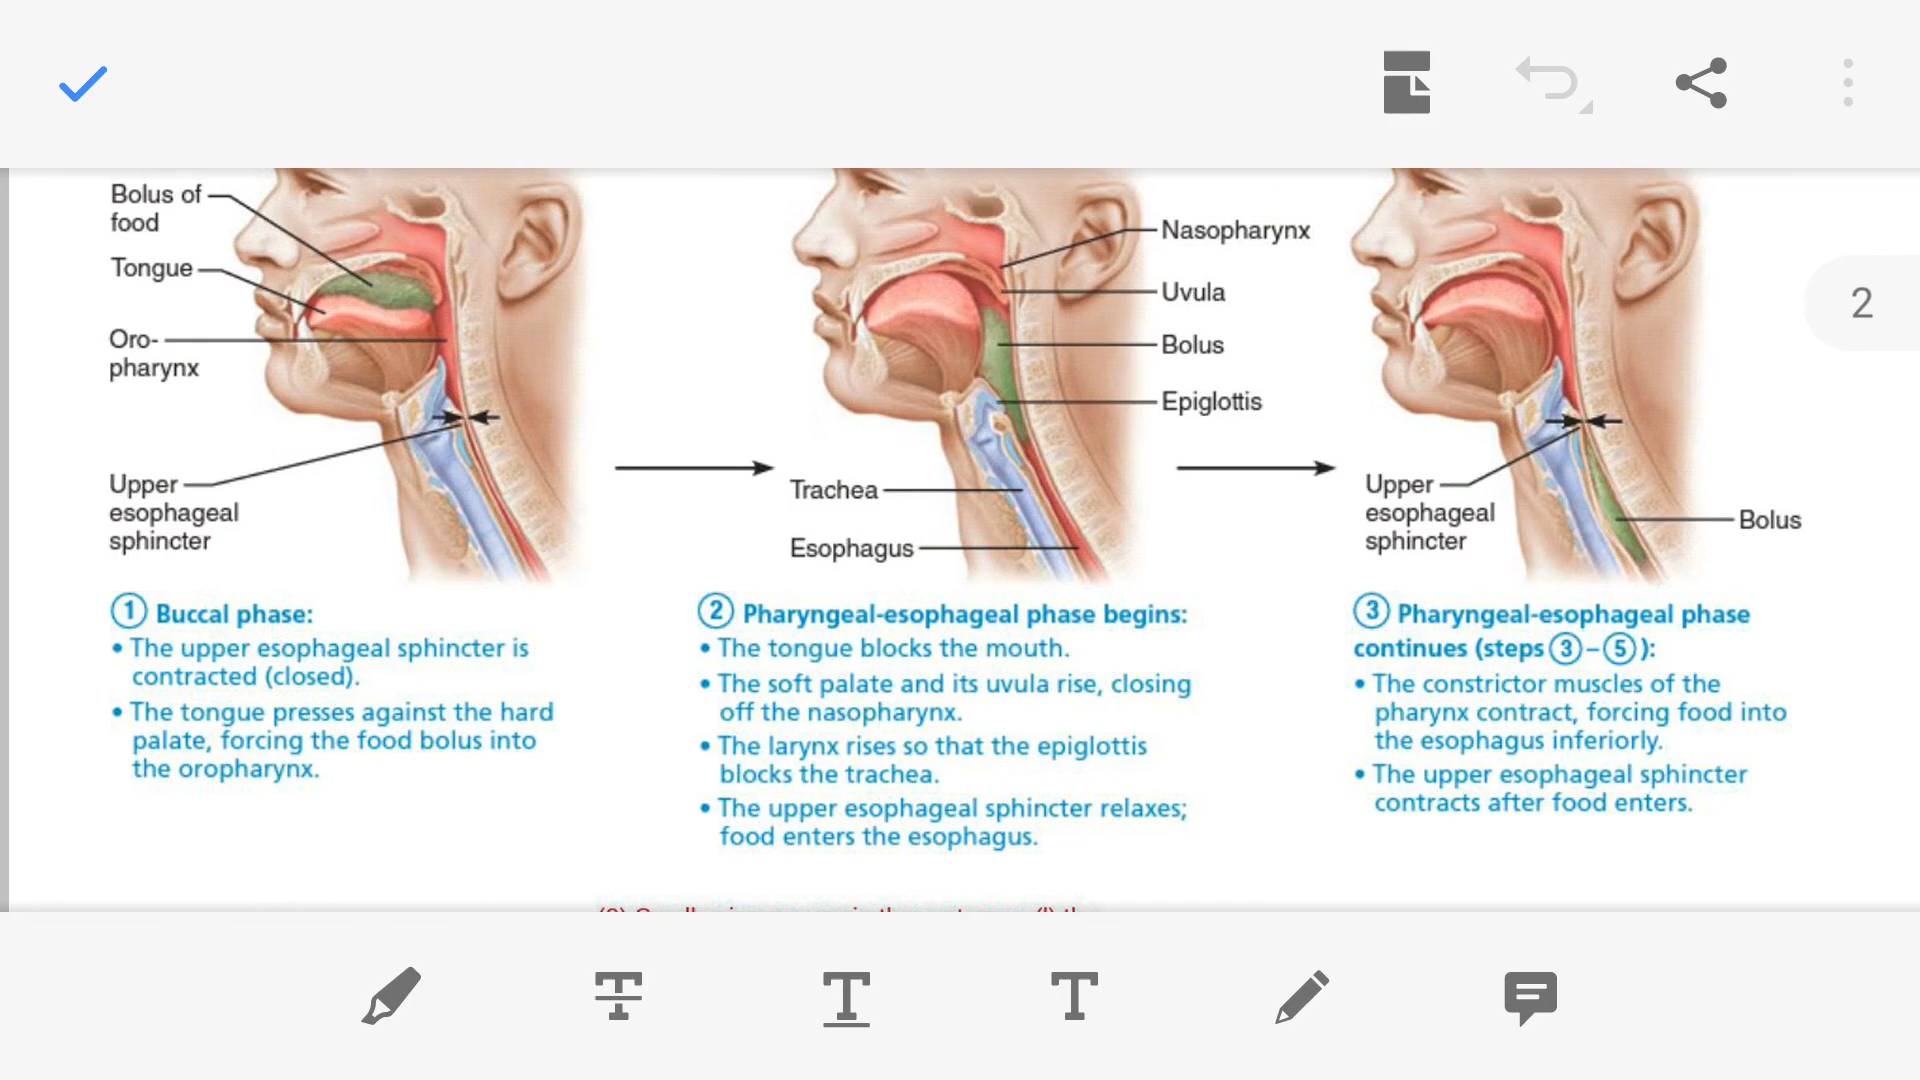 Bolus of
food
Tongue
Oro-
pharynx
Upper
esophageal
sphincter
Nasopharynx
Uvula
Bolus
Epiglottis
Trachea
Esophagus
Upper
esophageal
sphincter
Bolus
2
1 Buccal phase:
• The upper esophageal sphincter is
contracted (closed).
• The tongue presses against the hard
palate, forcing the food bolus into
the oropharynx.
2 Pharyngeal-esophageal phase begins:
• The tongue blocks the mouth.
• The soft palate and its uvula rise, closing
off the nasopharynx.
• The larynx rises so that the epiglottis
blocks the trachea.
• The upper esophageal sphincter relaxes;
food enters the esophagus.
3 Pharyngeal-esophageal phase
continues (steps 3–5):
• The constrictor muscles of the
pharynx contract, forcing food into
the esophagus inferiorly.
• The upper esophageal sphincter
contracts after food enters.